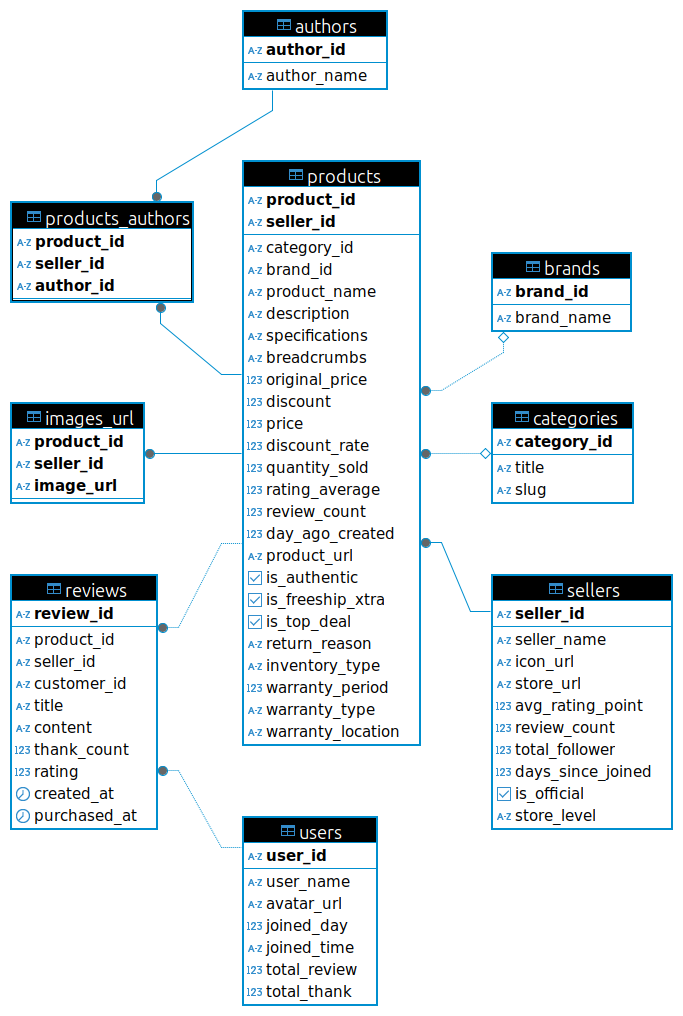 authors
A-Z author_id
A-Z author_name
products_authors
A-Z product_id
A-Z seller_id
A-Z author_id
products
A-Z product_id
A-Z seller_id
A-Z category_id
A-Z brand_id
A-Z product_name
A-Z description
A-Z specifications
A-Z breadcrumbs
123 original_price
123 discount
123 price
123 discount_rate
123 quantity_sold
123 rating_average
123 review_count
123 day_ago_created
A-Z product_url
is_authentic
is_freeship_xtra
is_top_deal
A-Z return_reason
A-Z inventory_type
123 warranty_period
A-Z warranty_type
A-Z warranty_location
brands
A-Z brand_id
A-Z brand_name
images_url
A-Z product_id
A-Z seller_id
A-Z image_url
categories
A-Z category_id
A-Z title
A-Z slug
reviews
A-Z review_id
A-Z product_id
A-Z seller_id
A-Z customer_id
A-Z title
A-Z content
123 thank_count
123 rating
created_at
purchased_at
sellers
A-Z seller_id
A-Z seller_name
A-Z icon_url
A-Z store_url
123 avg_rating_point
123 review_count
123 total_follower
123 days_since_joined
is_official
A-Z store_level
users
A-Z user_id
A-Z user_name
A-Z avatar_url
123 joined_day
A-Z joined_time
123 total_review
123 total_thank